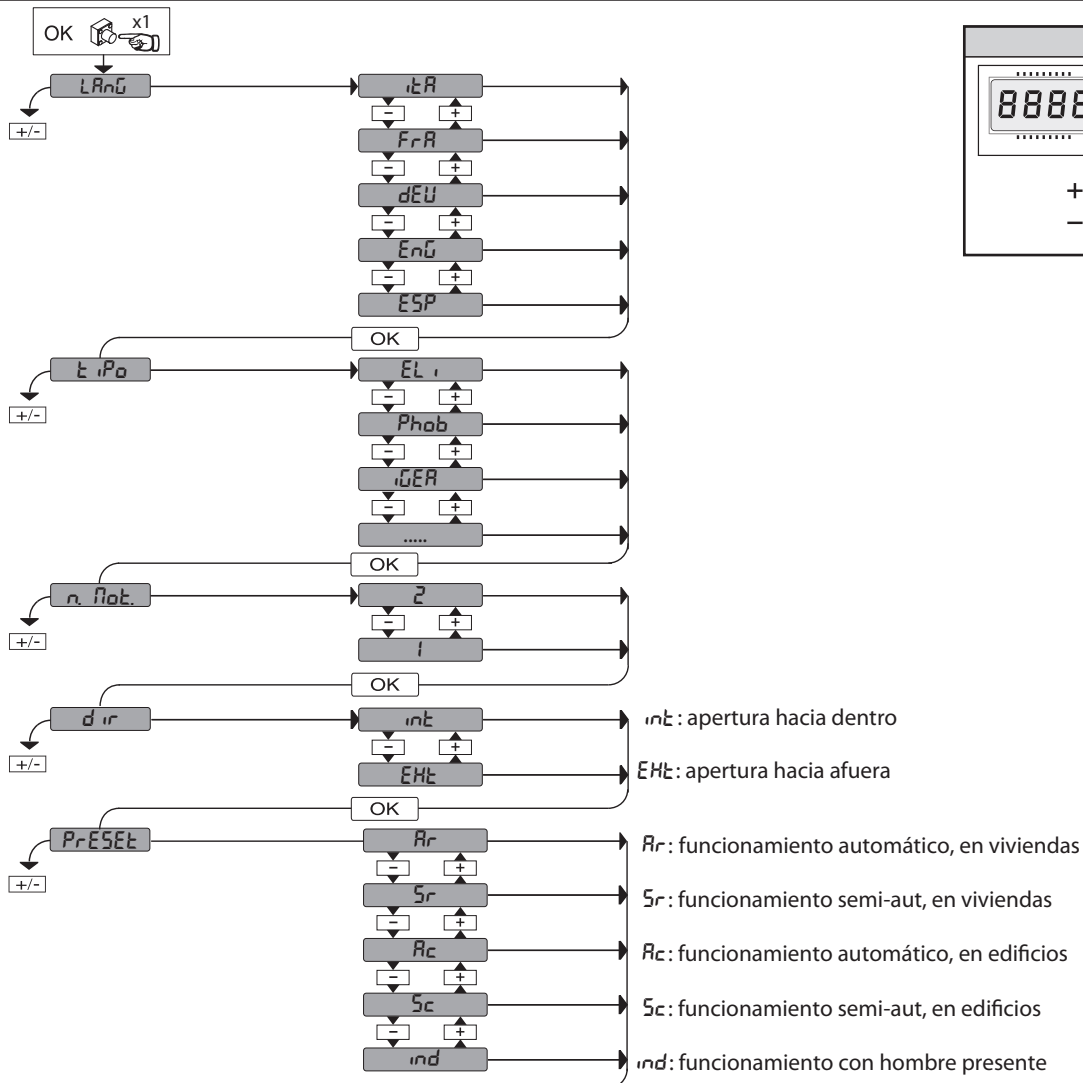 OK x1
LAnG
+/-
itA
- +
FrA
- +
dEU
- +
EnG
- +
ESP
OK
tiPo
+/-
ELi
- +
Phob
- +
iGEA
- +
.....
OK
n. Mot.
+/-
2
- +
1
OK
dir
+/-
int
int: apertura hacia dentro
- +
EHt
EHt: apertura hacia afuera
OK
PrESEt
+/-
Ar
Ar: funcionamiento automático, en viviendas
- +
Sr
Sr: funcionamiento semi-aut, en viviendas
- +
Ac
Ac: funcionamiento automático, en edificios
- +
Sc
Sc: funcionamiento semi-aut, en edificios
- +
ind
ind: funcionamiento con hombre presente
+
–